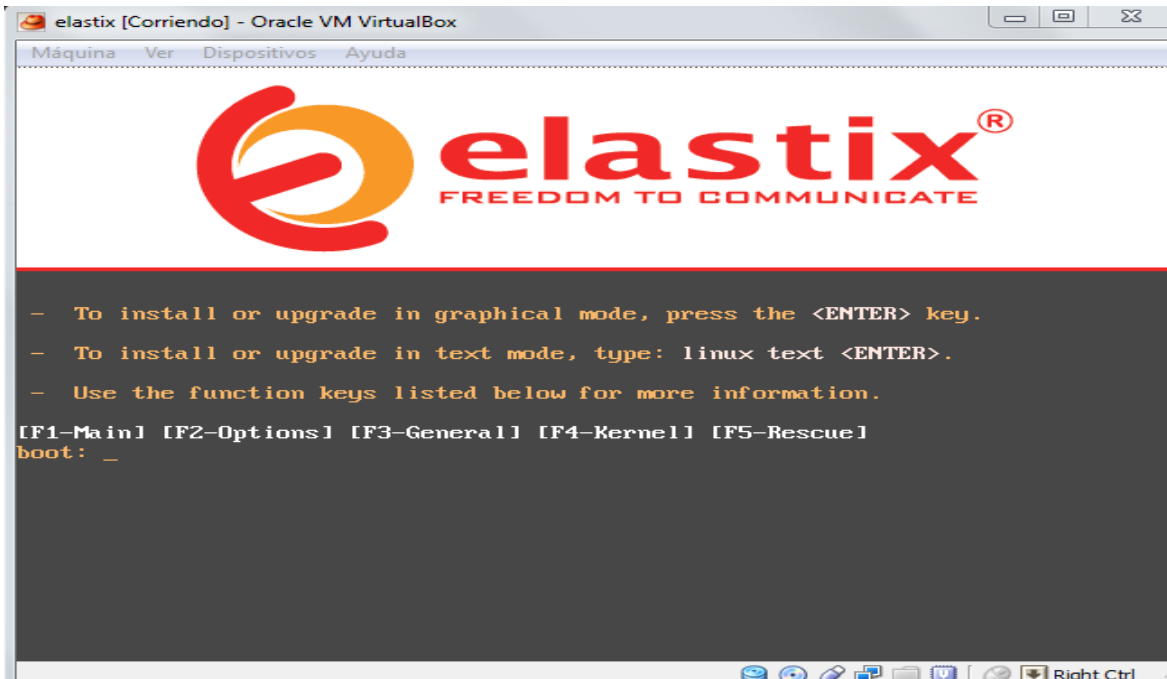 elastix [Corriendo] - Oracle VM VirtualBox
Máquina Ver Dispositivos Ayuda
elastix®
FREEDOM TO COMMUNICATE
- To install or upgrade in graphical mode, press the <ENTER> key.
- To install or upgrade in text mode, type: linux text <ENTER>.
- Use the function keys listed below for more information.
[F1-Main] [F2-Options] [F3-General] [F4-Kernel] [F5-Rescue]
boot: _
Right Ctrl